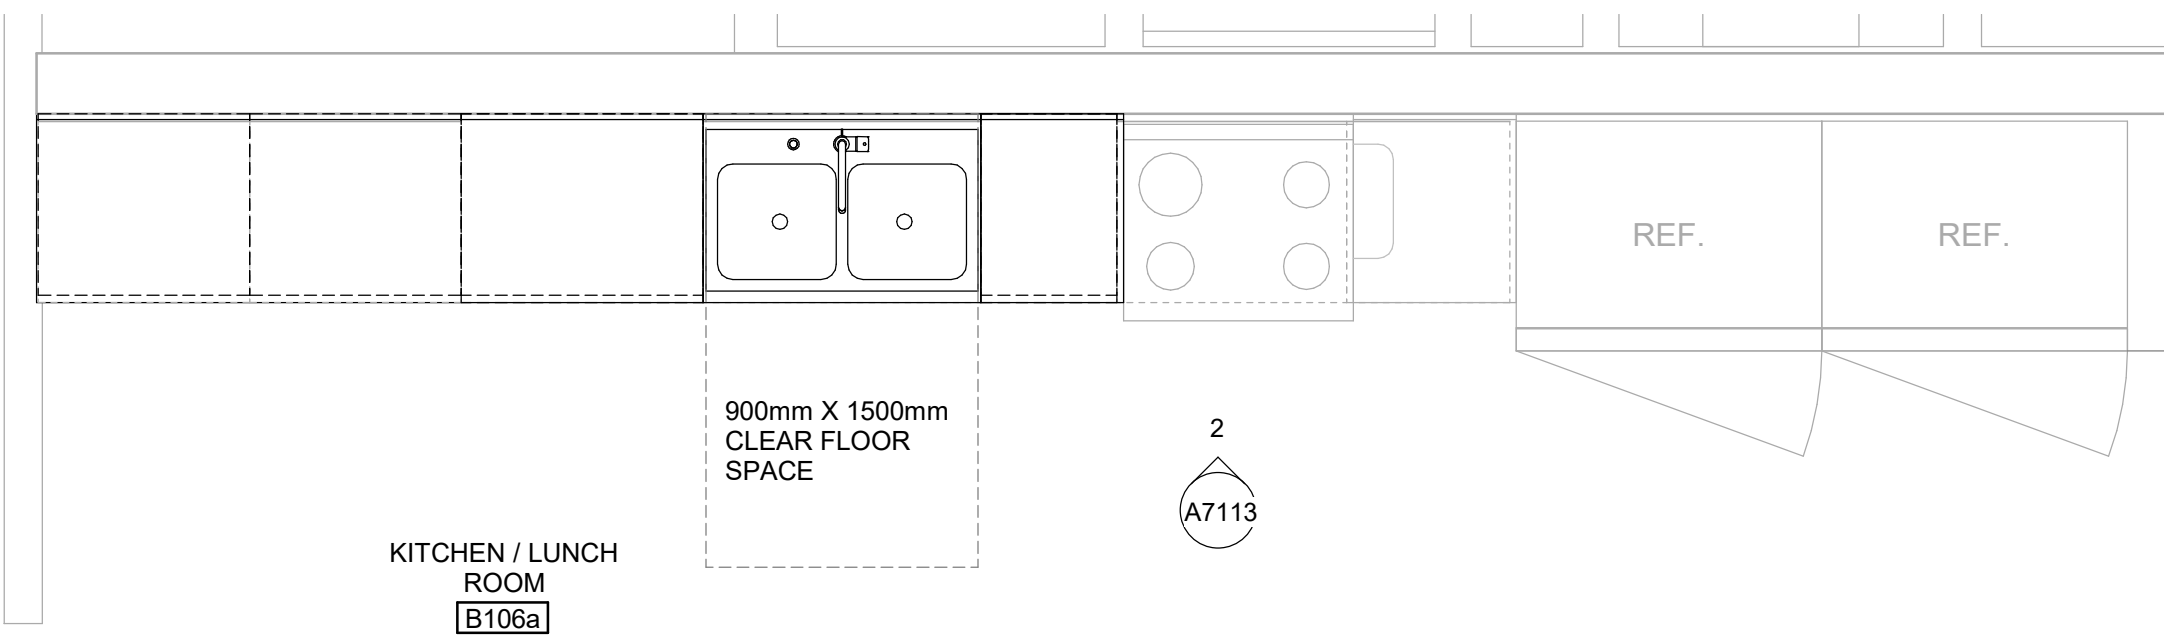 REF.
REF.
900mm X 1500mm
CLEAR FLOOR
SPACE
2
A7113
KITCHEN / LUNCH
ROOM
B106a